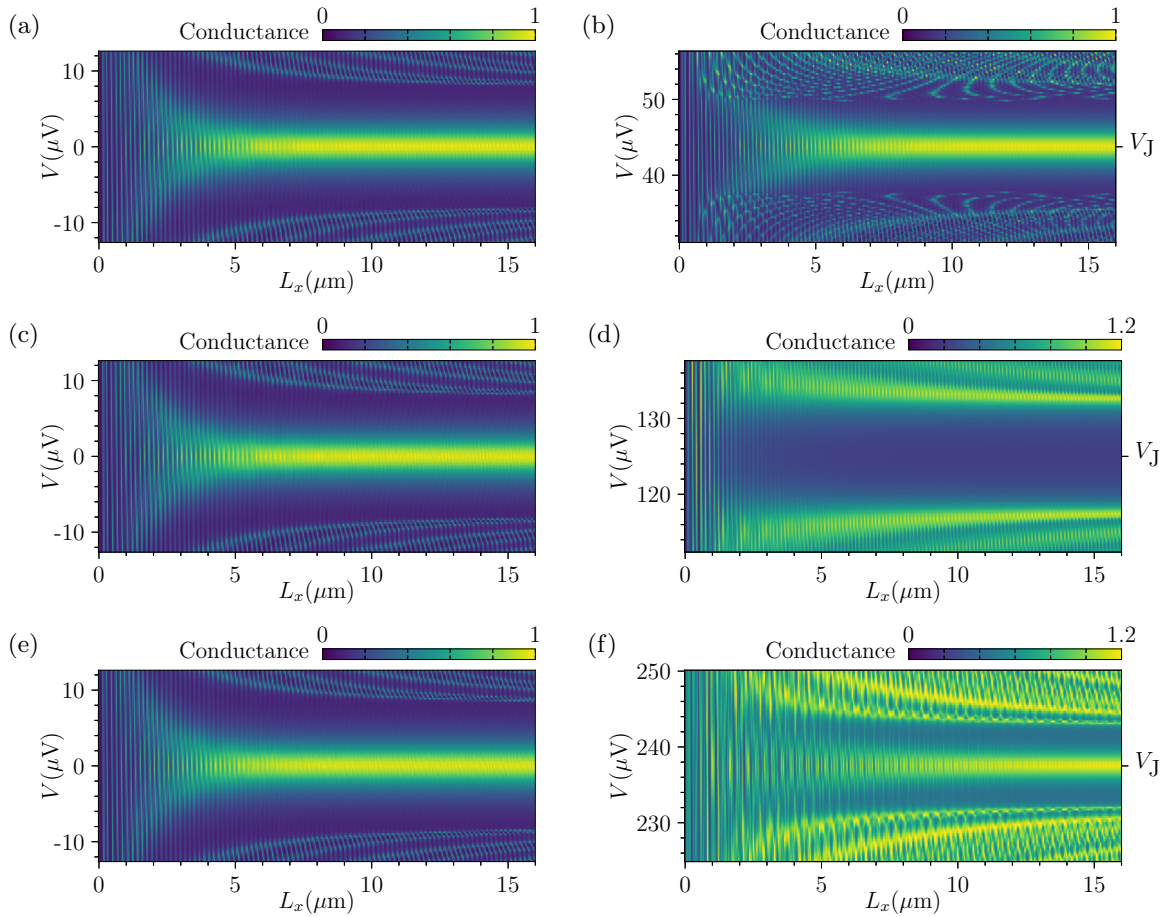 (a) Conductance 0 1
V(μV)
10
0
-10
0 5 10 15
L_x(μm)
(b) Conductance 0 1
V(μV)
50
40
V_J
0 5 10 15
L_x(μm)
(c) Conductance 0 1
V(μV)
10
0
-10
0 5 10 15
L_x(μm)
(d) Conductance 0 1.2
V(μV)
130
120
V_J
0 5 10 15
L_x(μm)
(e) Conductance 0 1
V(μV)
10
0
-10
0 5 10 15
L_x(μm)
(f) Conductance 0 1.2
V(μV)
250
240
230
V_J
0 5 10 15
L_x(μm)